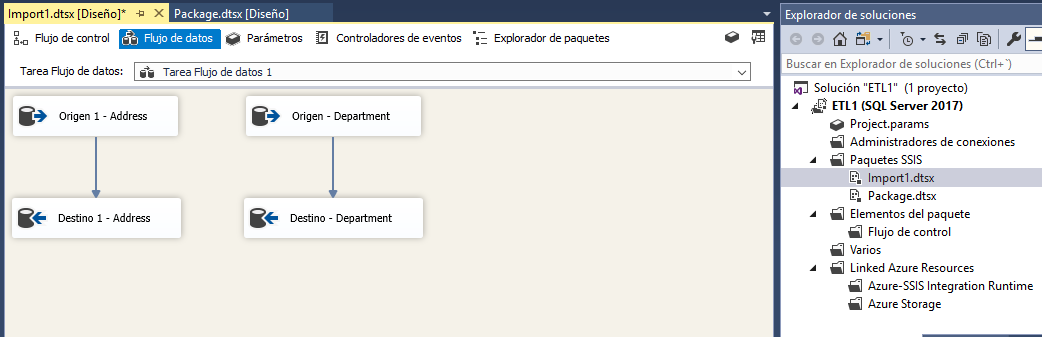 Import1.dtsx [Diseño]* Package.dtsx [Diseño]
Flujo de control Flujo de datos Parámetros Controladores de eventos Explorador de paquetes
Tarea Flujo de datos: Tarea Flujo de datos 1
Origen 1 - Address Origen - Department
Destino 1 - Address Destino - Department
Explorador de soluciones
Buscar en Explorador de soluciones (Ctrl+`)
Solución "ETL1" (1 proyecto)
ETL1 (SQL Server 2017)
Project.params
Administradores de conexiones
Paquetes SSIS
Import1.dtsx
Package.dtsx
Elementos del paquete
Flujo de control
Varios
Linked Azure Resources
Azure-SSIS Integration Runtime
Azure Storage